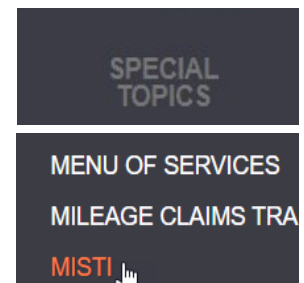 SPECIAL
TOPICS
MENU OF SERVICES
MILEAGE CLAIMS TRA
MISTI